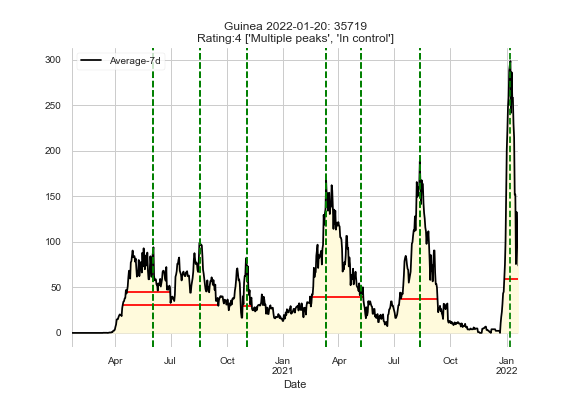 Guinea 2022-01-20: 35719
Rating:4 ['Multiple peaks', 'In control']
Average-7d
300
250
200
150
100
50
0
Apr Jul Oct Jan Apr Jul Oct Jan
2021 2022
Date